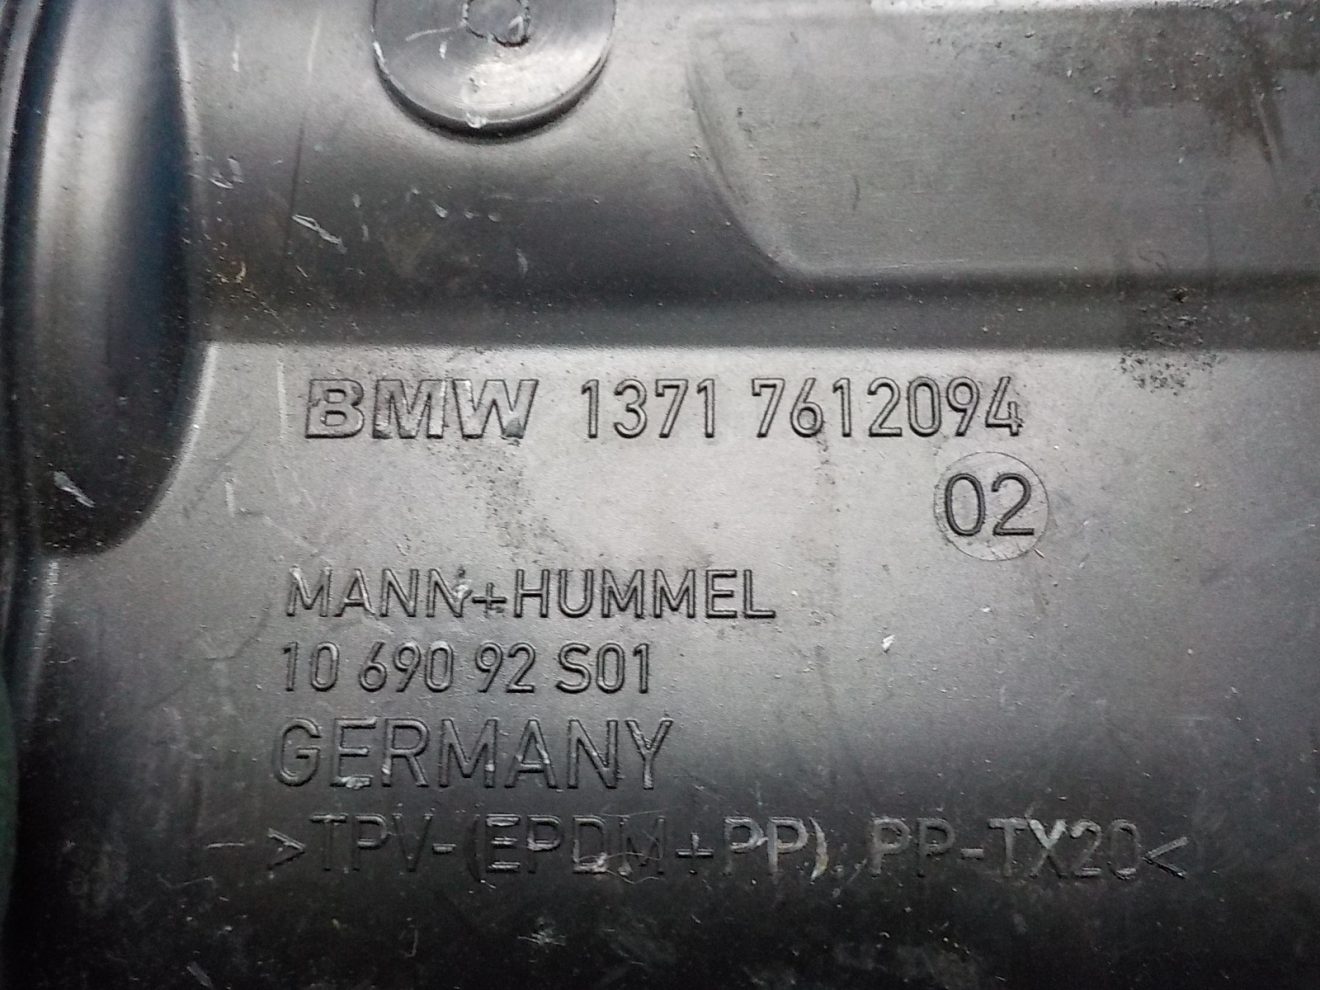 BMW 1371 7612094
02
MANN+HUMMEL
10 690 92 S01
GERMANY
>TPV-(EPDM+PP), PP-TX20<